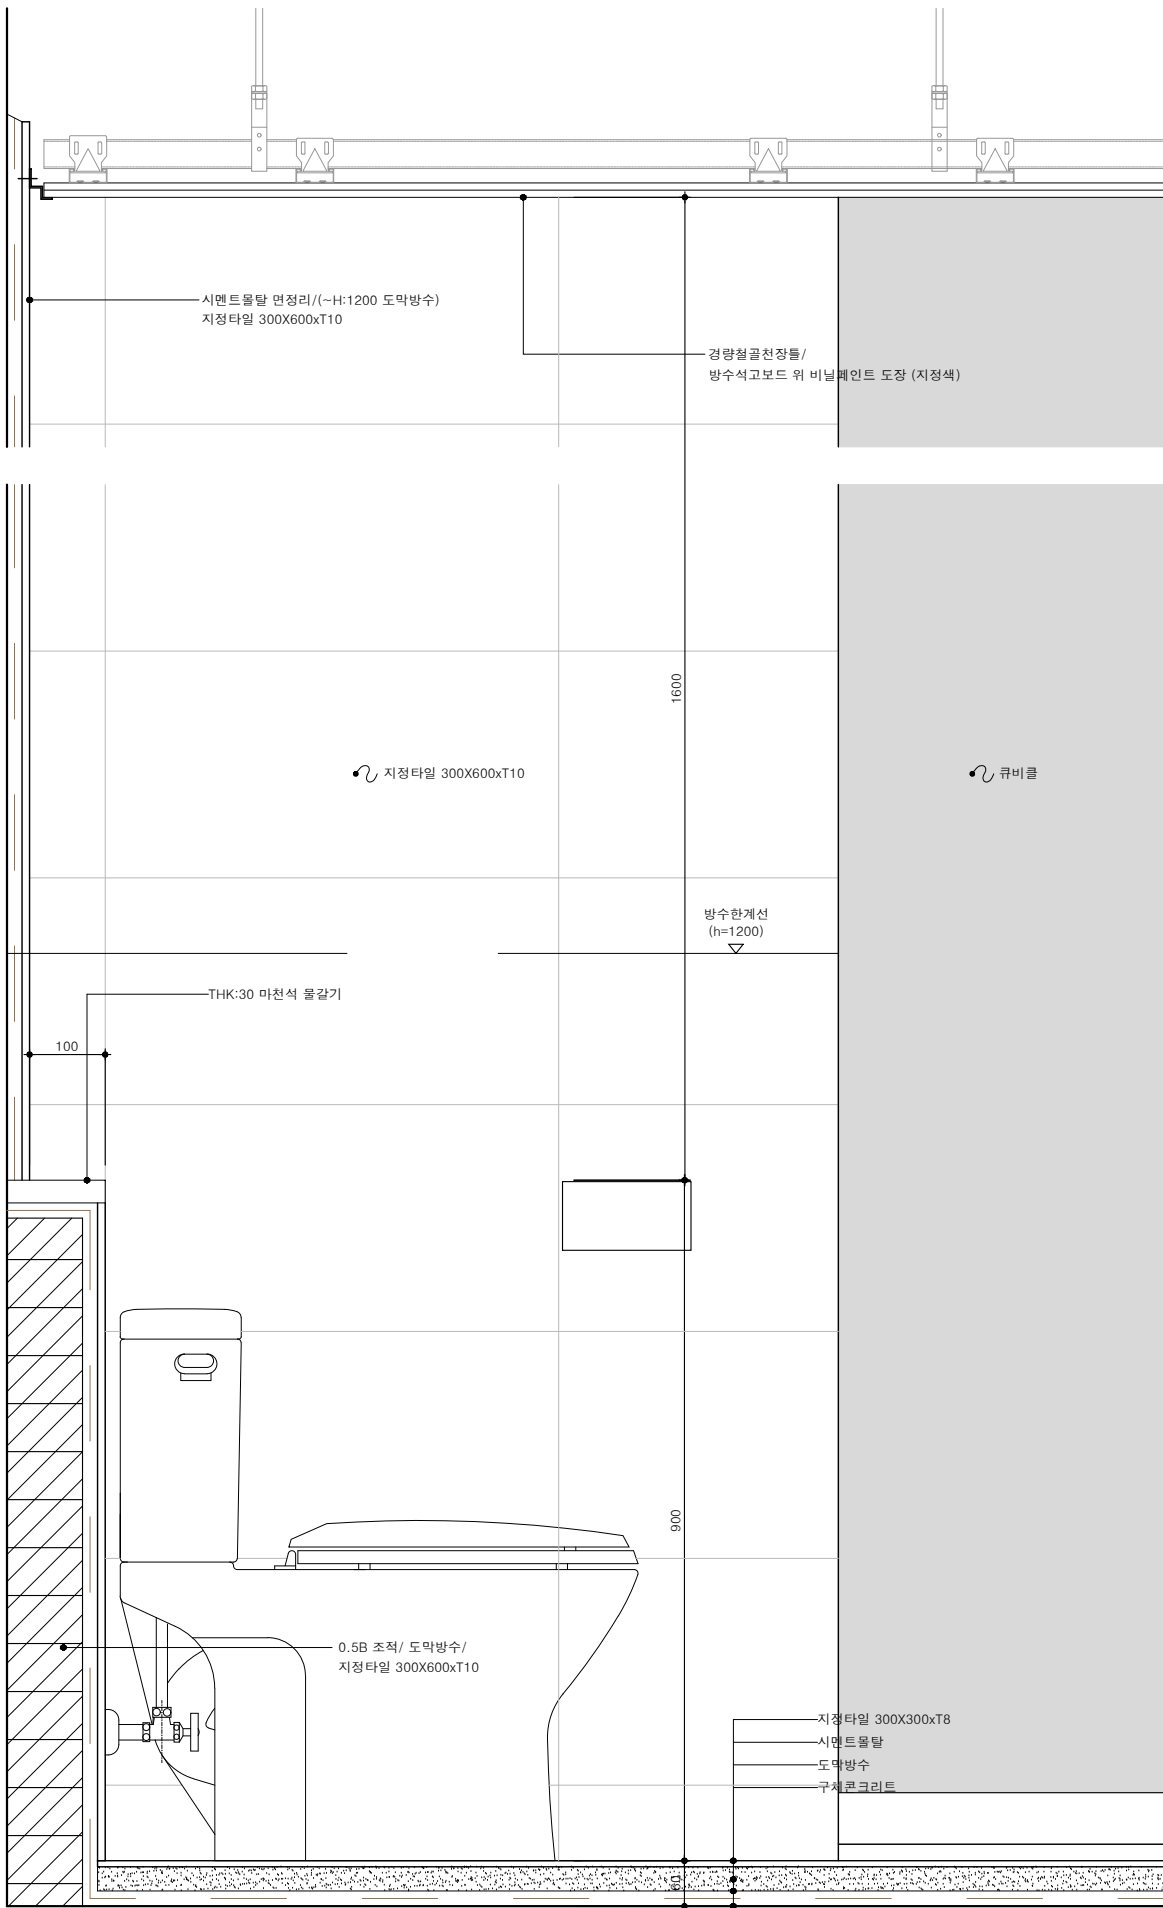 시멘트몰탈 면정리/(~H:1200 도막방수)
지정타일 300X600xT10
경량철골천장틀/
방수석고보드 위 비닐페인트 도장 (지정색)
1600
지정타일 300X600xT10
큐비클
방수한계선
(h=1200)
THK:30 마천석 물갈기
100
900
0.5B 조적/ 도막방수/
지정타일 300X600xT10
지정타일 300X300xT8
시멘트몰탈
도막방수
구체콘크리트
60